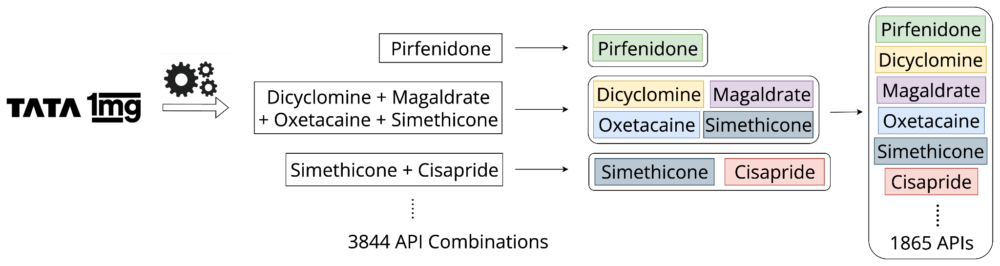 TATA 1mg
Pirfenidone
Dicyclomine + Magaldrate
+ Oxetacaine + Simethicone
Simethicone + Cisapride
3844 API Combinations
Pirfenidone
Dicyclomine Magaldrate
Oxetacaine Simethicone
Simethicone Cisapride
Pirfenidone
Dicyclomine
Magaldrate
Oxetacaine
Simethicone
Cisapride
1865 APIs